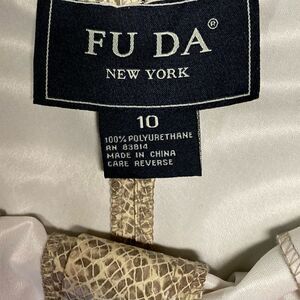 FU DA®
NEW YORK
10
100% POLYURETHANE
RN 83814
MADE IN CHINA
CARE REVERSE